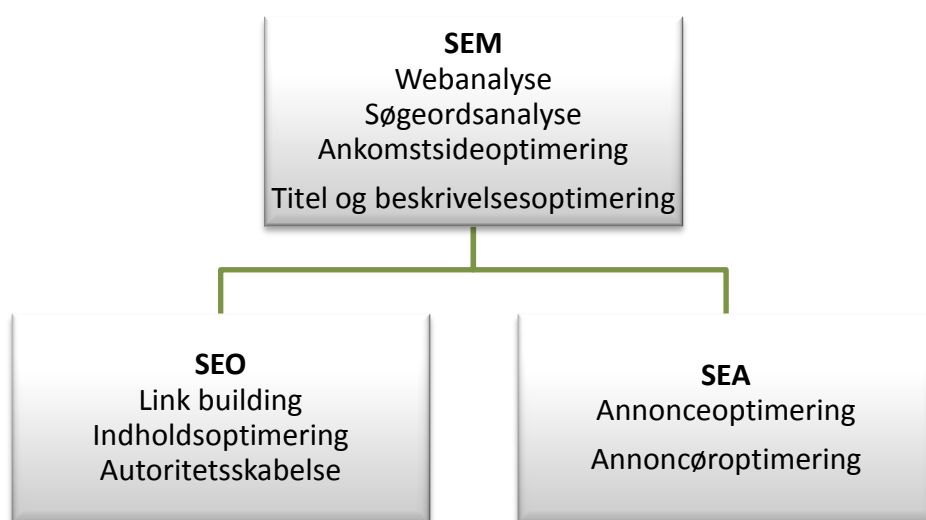 SEM
Webanalyse
Søgeordsanalyse
Ankomstsideoptimering
Titel og beskrivelsesoptimering
SEO
Link building
Indholdsoptimering
Autoritetsskabelse
SEA
Annonceoptimering
Annoncøroptimering